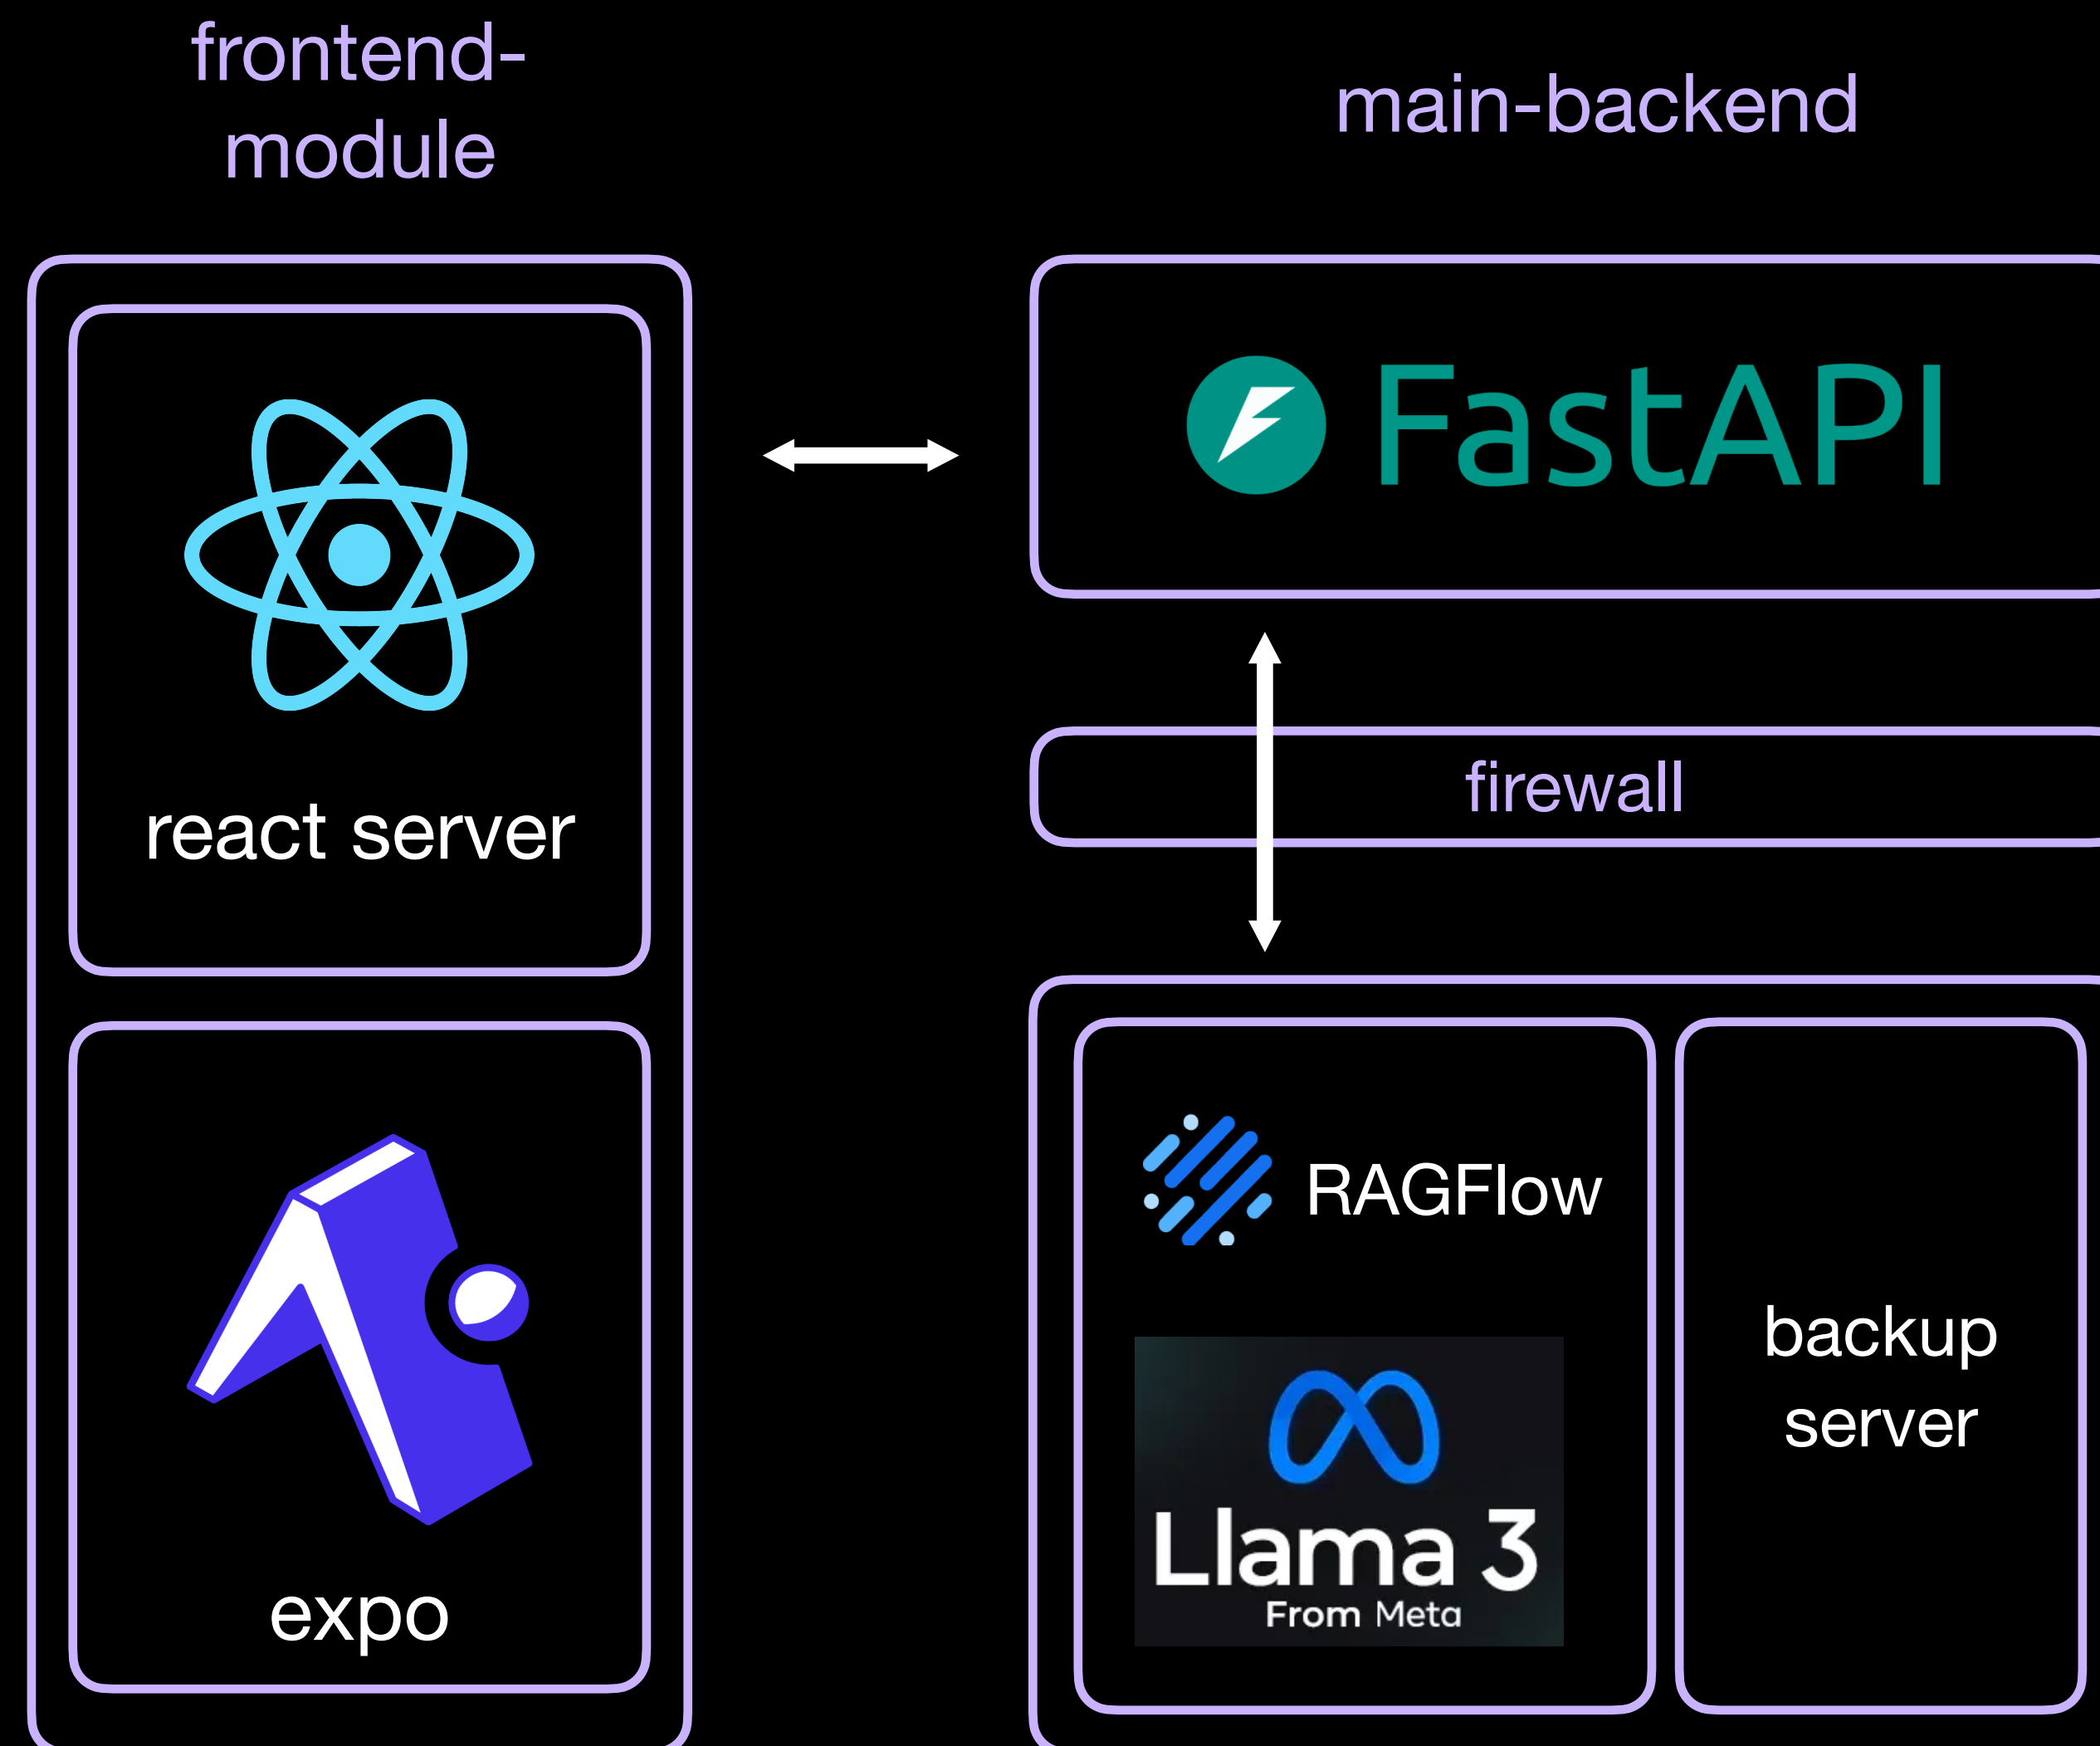 frontend-
module
main-backend
FastAPI
react server
firewall
RAGFlow
Llama 3
From Meta
backup
server
expo